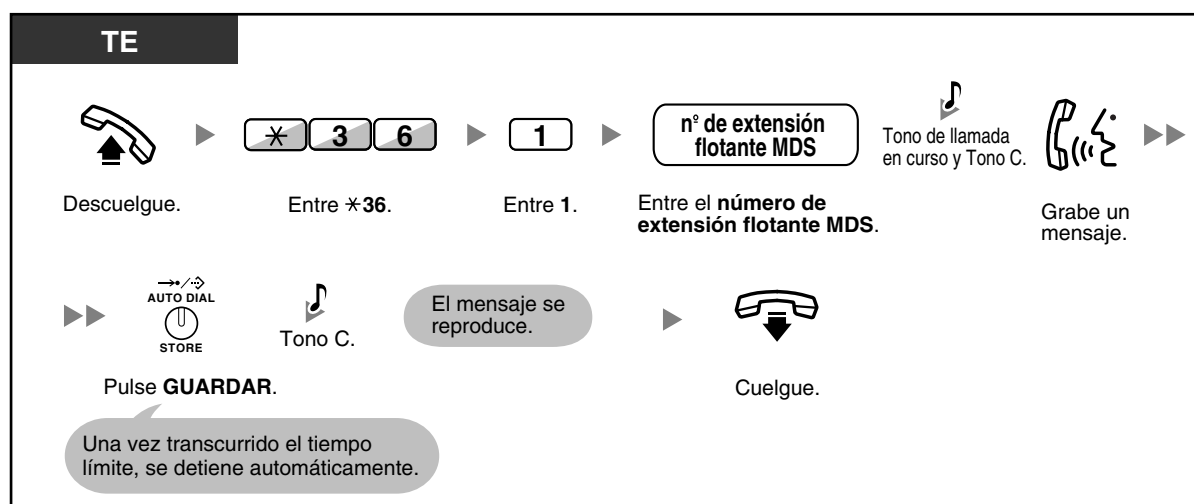 TE
✳ 3 6
1
n° de extensión
flotante MDS
Tono de llamada
en curso y Tono C.
Descuelgue.
Entre ✳36.
Entre 1.
Entre el número de
extensión flotante MDS.
Grabe un
mensaje.
AUTO DIAL
STORE
Tono C.
El mensaje se
reproduce.
Pulse GUARDAR.
Cuelgue.
Una vez transcurrido el tiempo
límite, se detiene automáticamente.